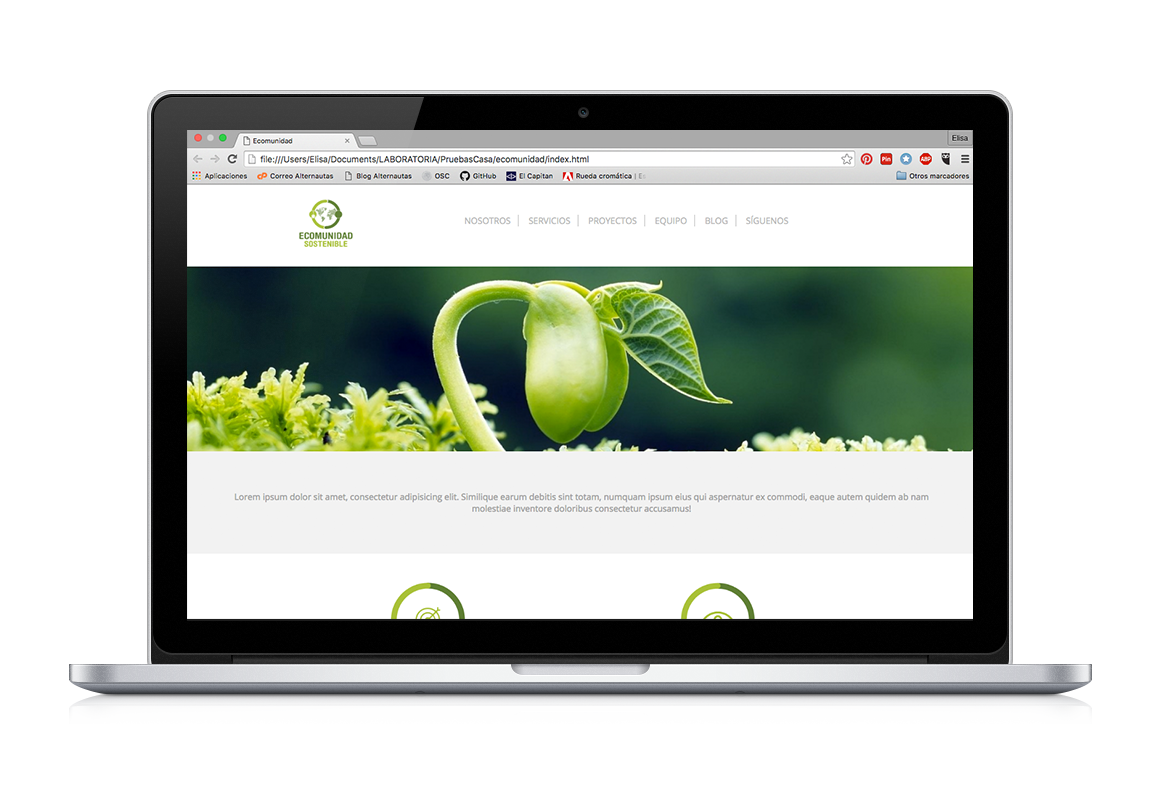 Ecomunidad
Elisa
file:///Users/Elisa/Documents/LABORATORIA/PruebasCasa/ecomunidad/index.html
Pin
ABP
Aplicaciones
Correo Alternautas
Blog Alternautas
OSC
GitHub
El Capitan
Rueda cromática |
Otros marcadores
ECOMUNIDAD
SOSTENIBLE
NOSOTROS
SERVICIOS
PROYECTOS
EQUIPO
BLOG
SÍGUENOS
Lorem ipsum dolor sit amet, consectetur adipisicing elit. Similique earum debitis sint totam, numquam ipsum eius qui aspernatur ex commodi, eaque autem quidem ab nam
molestiae inventore doloribus consectetur accusamus!